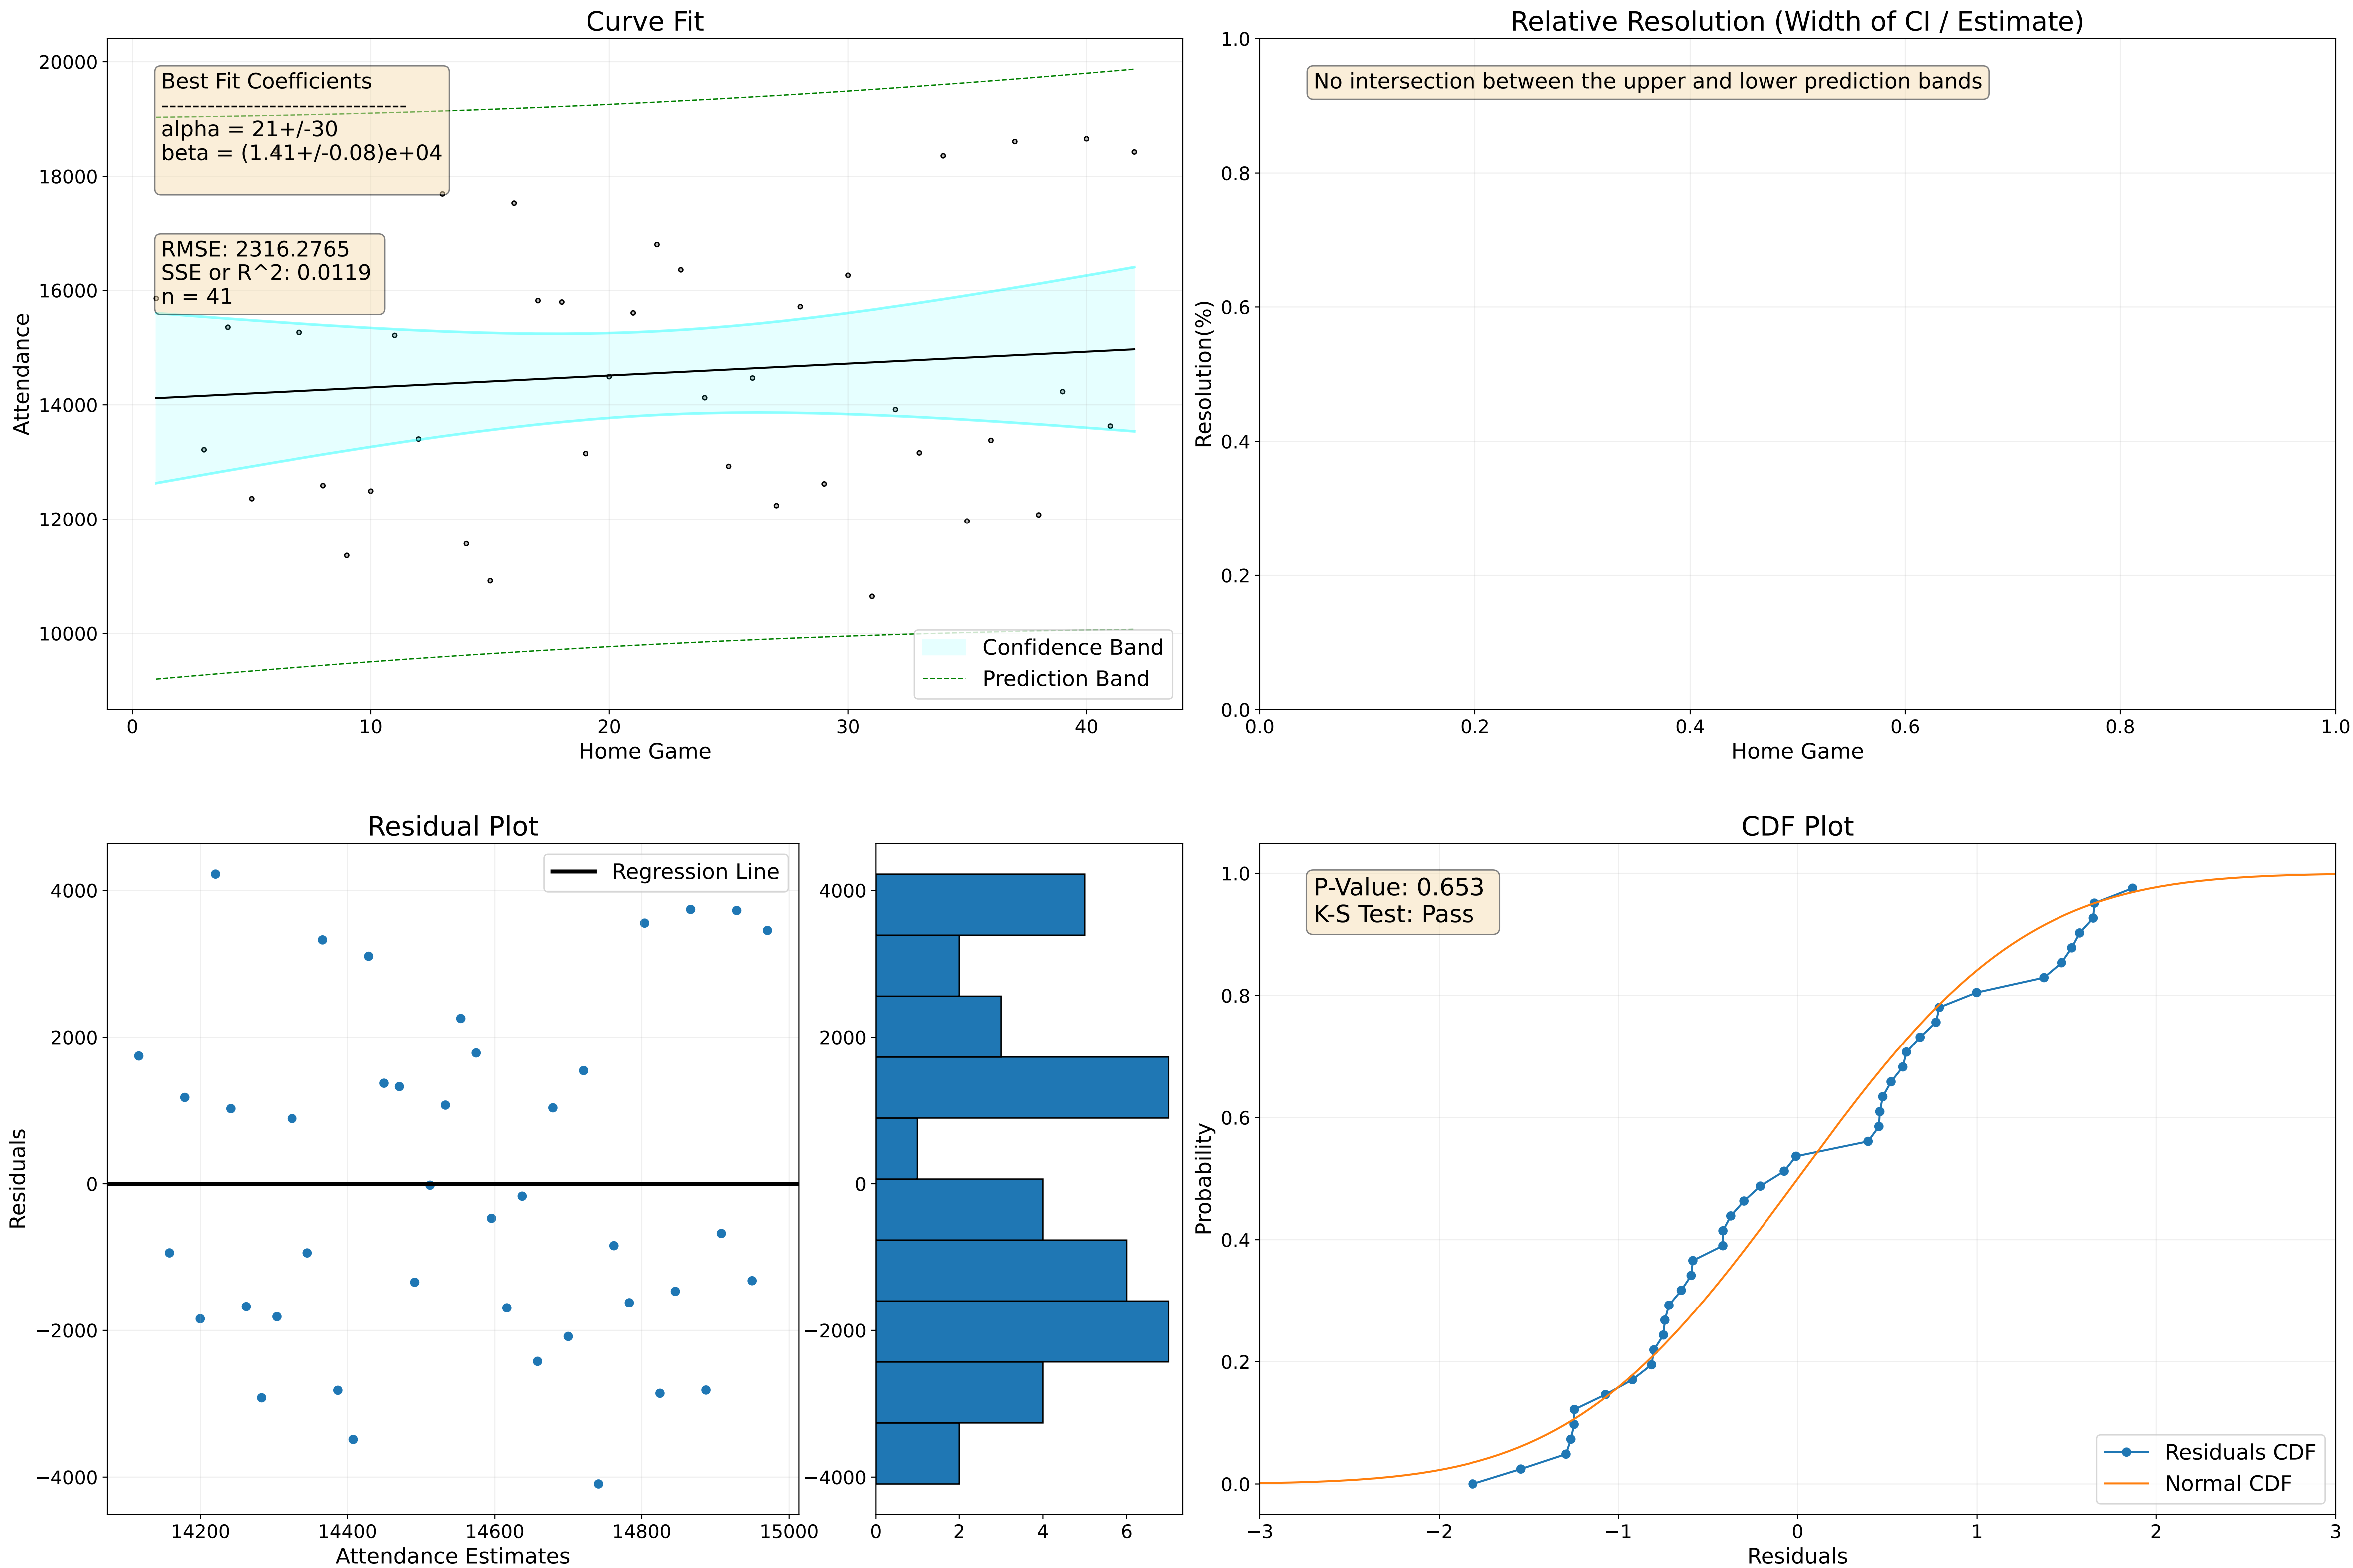 Curve Fit
20000
18000
16000
14000
12000
10000
Attendance
Best Fit Coefficients
--------------------------
alpha = 21+/-30
beta = (1.41+/-0.08)e+04
RMSE: 2316.2765
SSE or R^2: 0.0119
n = 41
Confidence Band
Prediction Band
0 10 20 30 40
Home Game
Relative Resolution (Width of CI / Estimate)
No intersection between the upper and lower prediction bands
1.0
0.8
0.6
0.4
0.2
0.0
Resolution(%)
0.0 0.2 0.4 0.6 0.8 1.0
Home Game
Residual Plot
Regression Line
4000
2000
0
−2000
−4000
Residuals
14200 14400 14600 14800 15000
Attendance Estimates
4000
2000
0
−2000
−4000
0 2 4 6
CDF Plot
P-Value: 0.653
K-S Test: Pass
1.0
0.8
0.6
0.4
0.2
0.0
Probability
Residuals CDF
Normal CDF
−3 −2 −1 0 1 2 3
Residuals